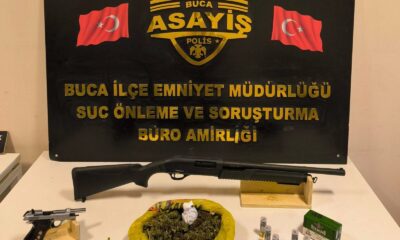 BUCA
ASAYİŞ
POLİS
BUCA İLÇE EMNİYET MÜDÜRLÜĞÜ
SUÇ ÖNLEME VE SORUŞTURMA
BÜRO AMİRLİĞİ